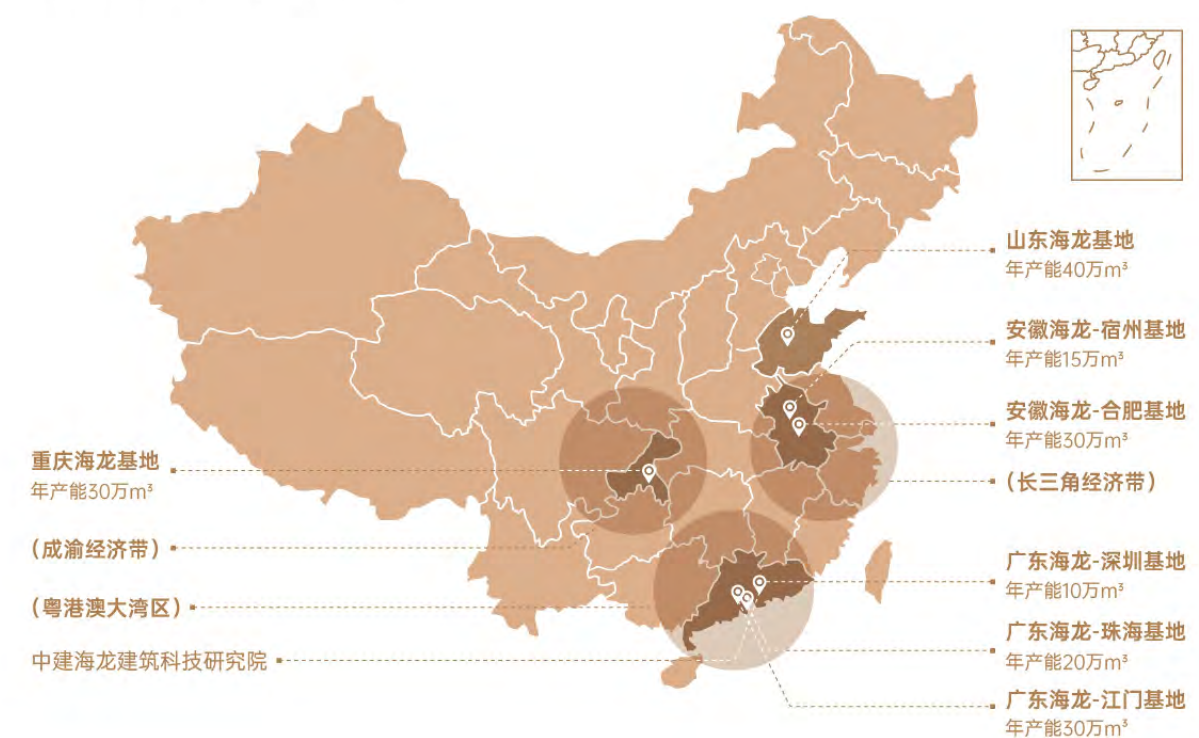 山东海龙基地
年产能40万m³
安徽海龙-宿州基地
年产能15万m³
安徽海龙-合肥基地
年产能30万m³
(长三角经济带)
重庆海龙基地
年产能30万m³
(成渝经济带)
(粤港澳大湾区)
中建海龙建筑科技研究院
广东海龙-深圳基地
年产能10万m³
广东海龙-珠海基地
年产能20万m³
广东海龙-江门基地
年产能30万m³